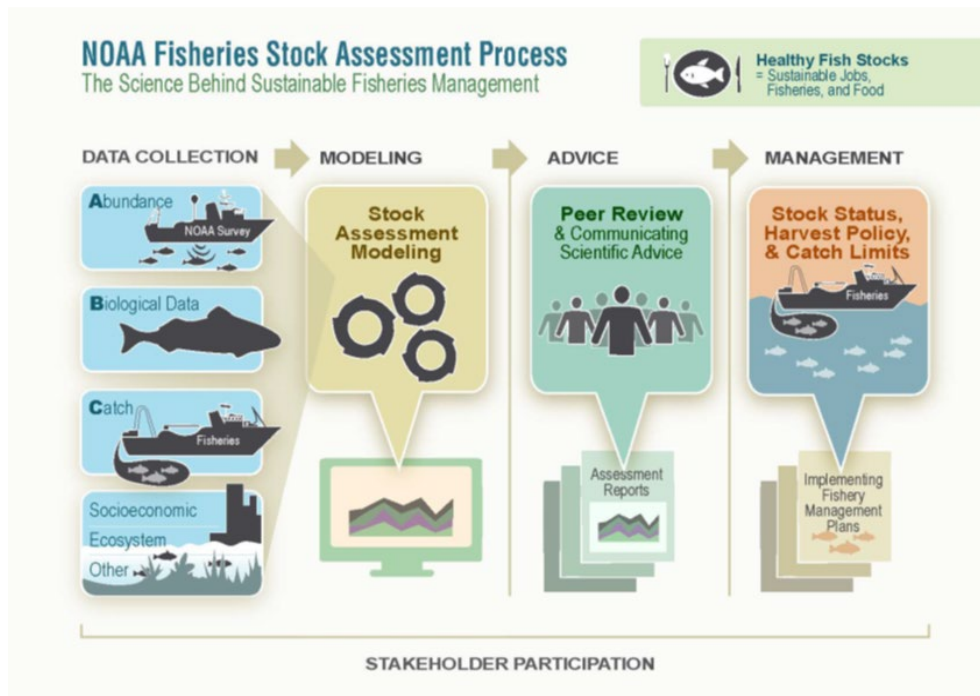 NOAA Fisheries Stock Assessment Process
The Science Behind Sustainable Fisheries Management
Healthy Fish Stocks
= Sustainable Jobs,
Fisheries, and Food
DATA COLLECTION
MODELING
ADVICE
MANAGEMENT
Abundance
NOAA Survey
Biological Data
Catch
Fisheries
Socioeconomic
Ecosystem
Other
Stock
Assessment
Modeling
Peer Review
& Communicating
Scientific Advice
Assessment
Reports
Stock Status,
Harvest Policy,
& Catch Limits
Fisheries
Implementing
Fishery
Management
Plans
STAKEHOLDER PARTICIPATION